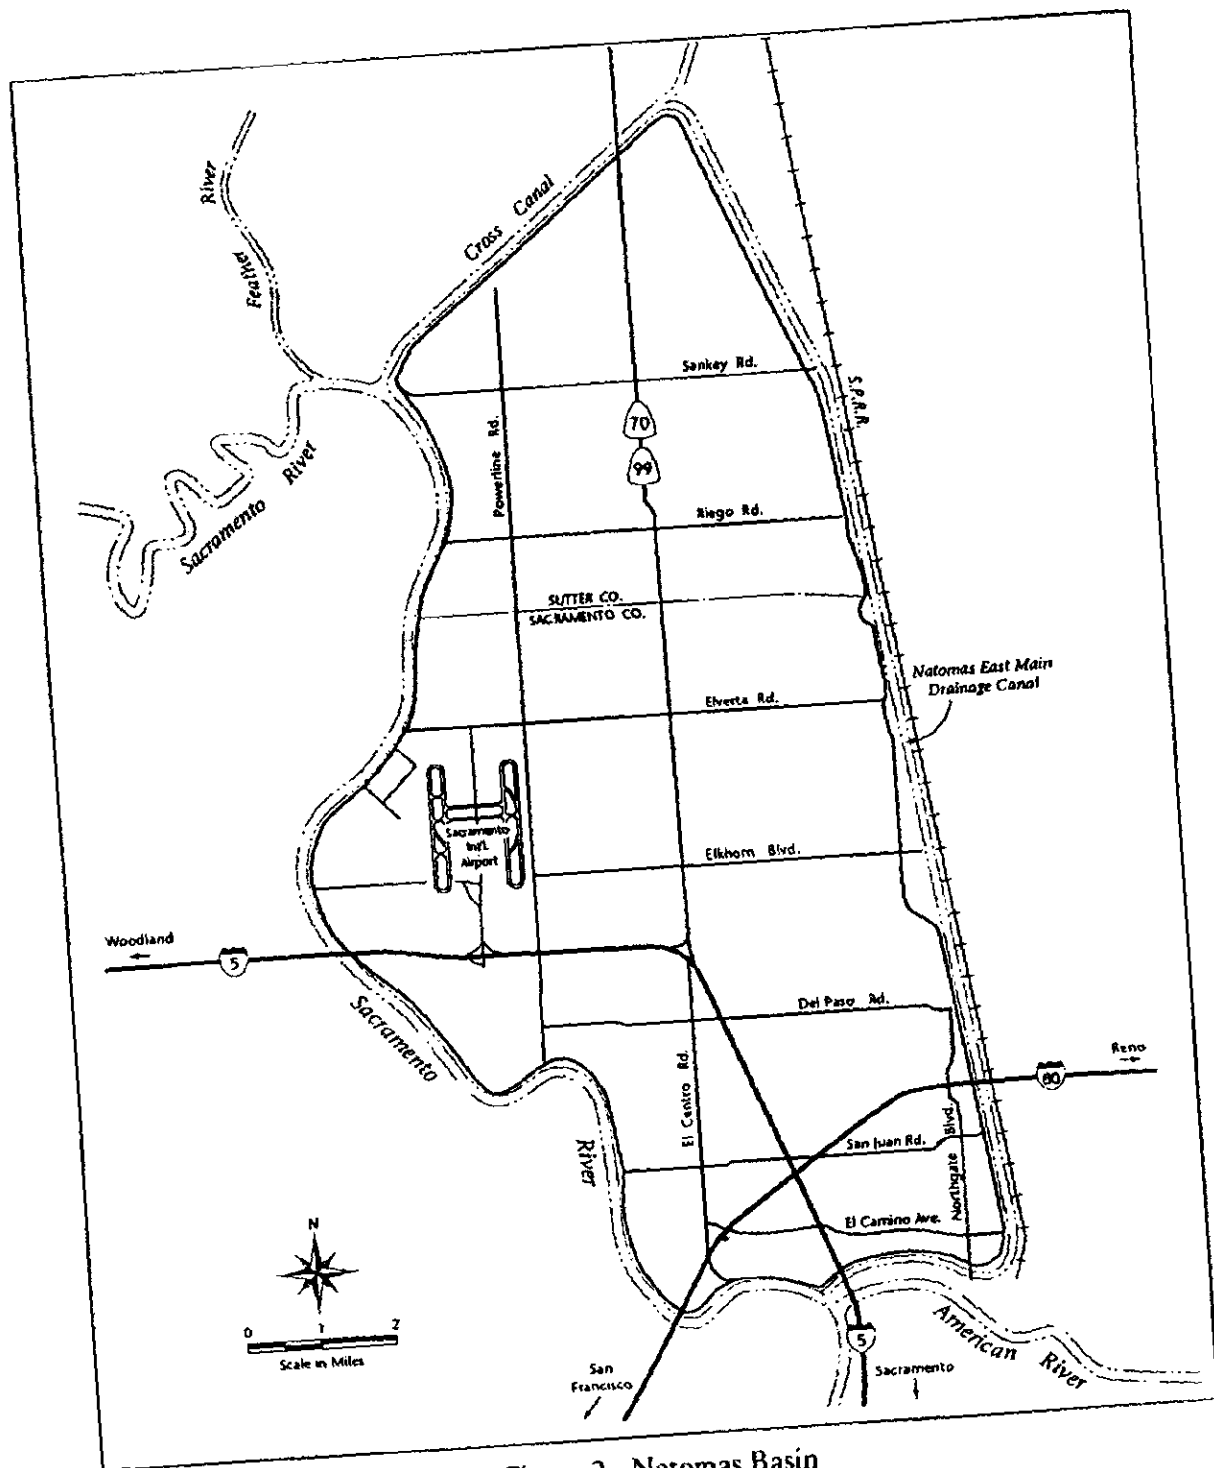 River
Feather
Cross Canal
Sankey Rd.
S.P.R.R.
70
99
Powerline Rd.
Riego Rd.
Sacramento River
SUTTER CO.
SACRAMENTO CO.
Natomas East Main
Drainage Canal
Elverta Rd.
Sacramento
Int'l.
Airport
Elkhorn Blvd.
Woodland
5
Del Paso Rd.
Sacramento
River
El Centro Rd.
Reno
80
San Juan Rd.
Northgate Blvd.
El Camino Ave.
N
0 1 2
Scale in Miles
San
Francisco
5
Sacramento
American River
2 Natomas Basin